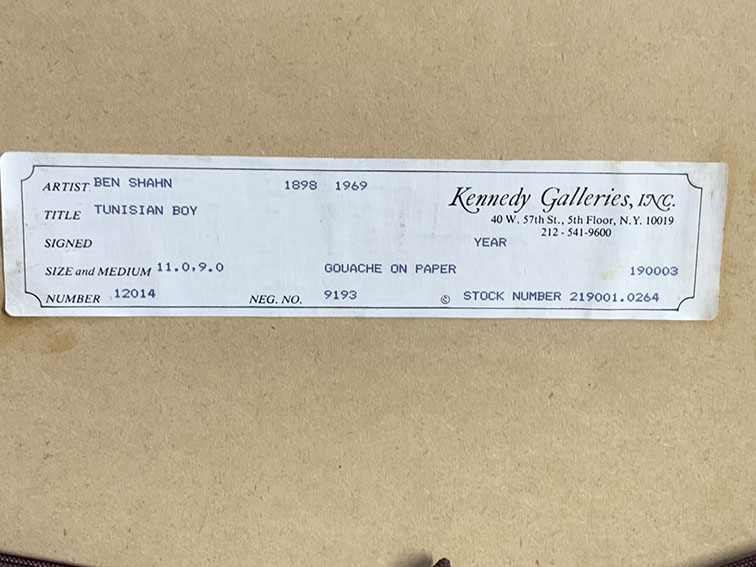 ARTIST BEN SHAHN 1898 1969
Kennedy Galleries, INC.
TITLE TUNISIAN BOY
40 W. 57th St., 5th Floor, N.Y. 10019
212 - 541-9600
SIGNED YEAR
SIZE and MEDIUM 11.0,9.0 GOUACHE ON PAPER 190003
NUMBER 12014 NEG. NO. 9193 © STOCK NUMBER 219001.0264